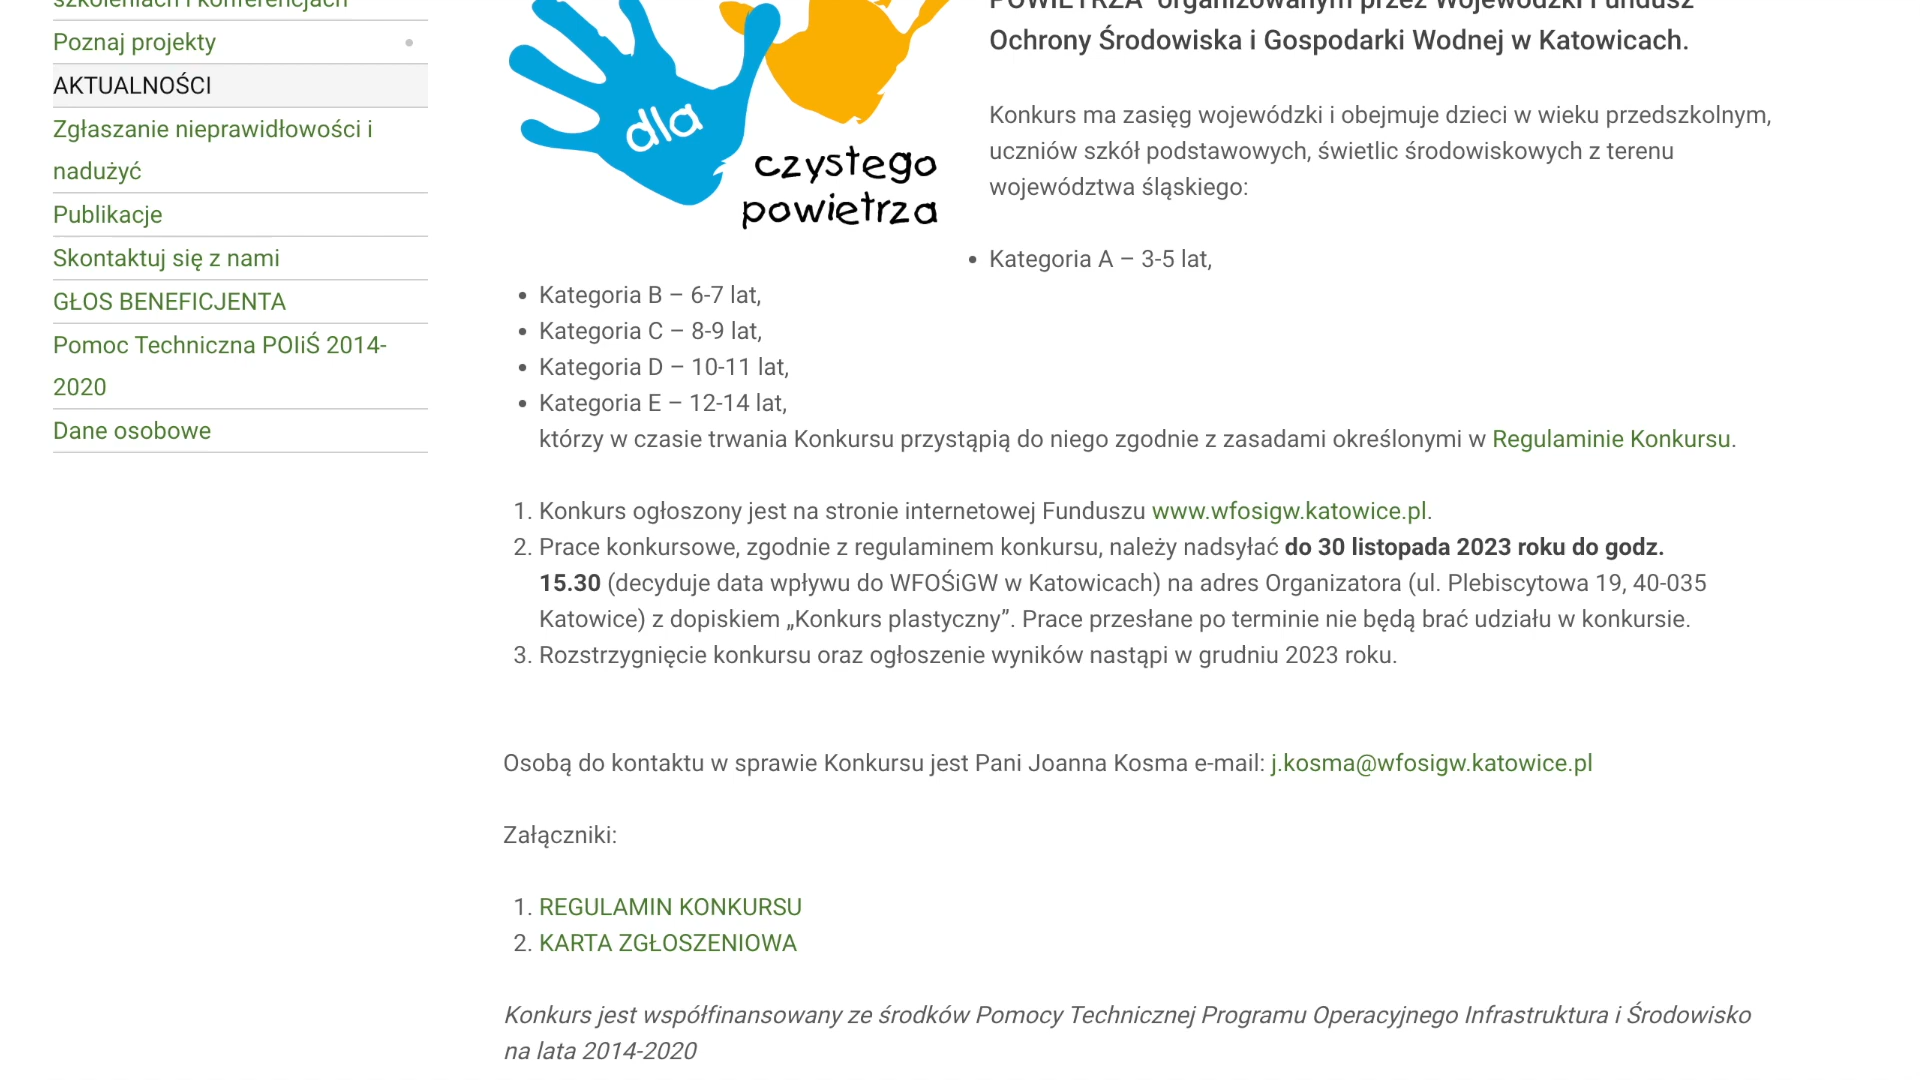 szkoleniach i konferencjach
Poznaj projekty
AKTUALNOŚCI
Zgłaszanie nieprawidłowości i
nadużyć
Publikacje
Skontaktuj się z nami
GŁOS BENEFICJENTA
Pomoc Techniczna POIiŚ 2014-
2020
Dane osobowe
dla
czystego
powietrza
POWIETRZA" organizowanym przez Wojewódzki Fundusz
Ochrony Środowiska i Gospodarki Wodnej w Katowicach.
Konkurs ma zasięg wojewódzki i obejmuje dzieci w wieku przedszkolnym,
uczniów szkół podstawowych, świetlic środowiskowych z terenu
województwa śląskiego:
• Kategoria A – 3-5 lat,
• Kategoria B – 6-7 lat,
• Kategoria C – 8-9 lat,
• Kategoria D – 10-11 lat,
• Kategoria E – 12-14 lat,
którzy w czasie trwania Konkursu przystąpią do niego zgodnie z zasadami określonymi w Regulaminie Konkursu.
1. Konkurs ogłoszony jest na stronie internetowej Funduszu www.wfosigw.katowice.pl.
2. Prace konkursowe, zgodnie z regulaminem konkursu, należy nadsyłać do 30 listopada 2023 roku do godz.
15.30 (decyduje data wpływu do WFOŚiGW w Katowicach) na adres Organizatora (ul. Plebiscytowa 19, 40-035
Katowice) z dopiskiem „Konkurs plastyczny”. Prace przesłane po terminie nie będą brać udziału w konkursie.
3. Rozstrzygnięcie konkursu oraz ogłoszenie wyników nastąpi w grudniu 2023 roku.
Osobą do kontaktu w sprawie Konkursu jest Pani Joanna Kosma e-mail: j.kosma@wfosigw.katowice.pl
Załączniki:
1. REGULAMIN KONKURSU
2. KARTA ZGŁOSZENIOWA
Konkurs jest współfinansowany ze środków Pomocy Technicznej Programu Operacyjnego Infrastruktura i Środowisko
na lata 2014-2020